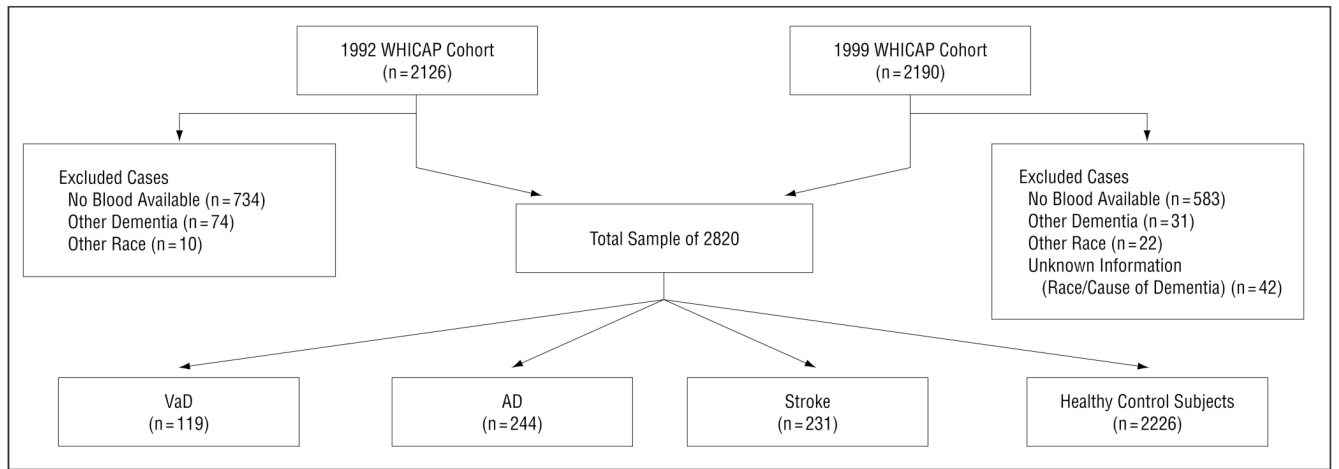 1992 WHICAP Cohort
(n=2126)
1999 WHICAP Cohort
(n=2190)
Excluded Cases
No Blood Available (n=734)
Other Dementia (n=74)
Other Race (n=10)
Total Sample of 2820
Excluded Cases
No Blood Available (n=583)
Other Dementia (n=31)
Other Race (n=22)
Unknown Information
(Race/Cause of Dementia) (n=42)
VaD
(n=119)
AD
(n=244)
Stroke
(n=231)
Healthy Control Subjects
(n=2226)